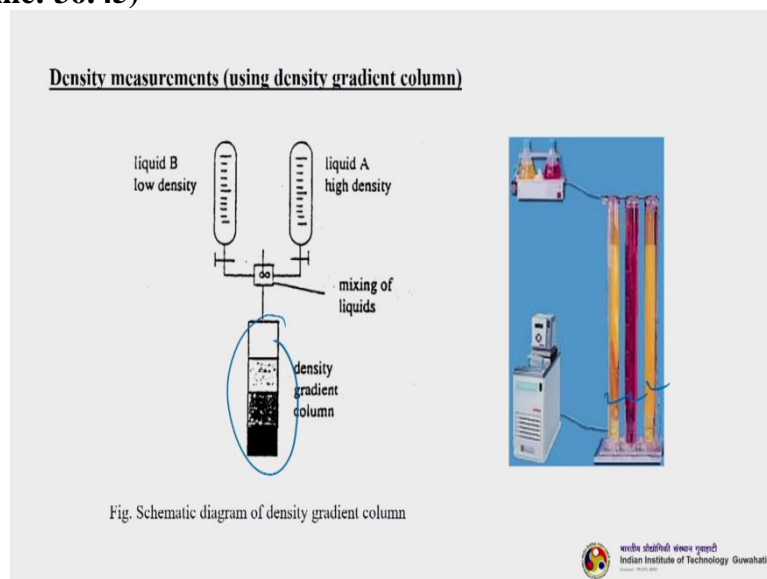 Density measurements (using density gradient column)
liquid B
low density
liquid A
high density
mixing of
liquids
density
gradient
column
Fig. Schematic diagram of density gradient column
भारतीय प्रौद्योगिकी संस्थान गुवाहाटी
Indian Institute of Technology Guwahati